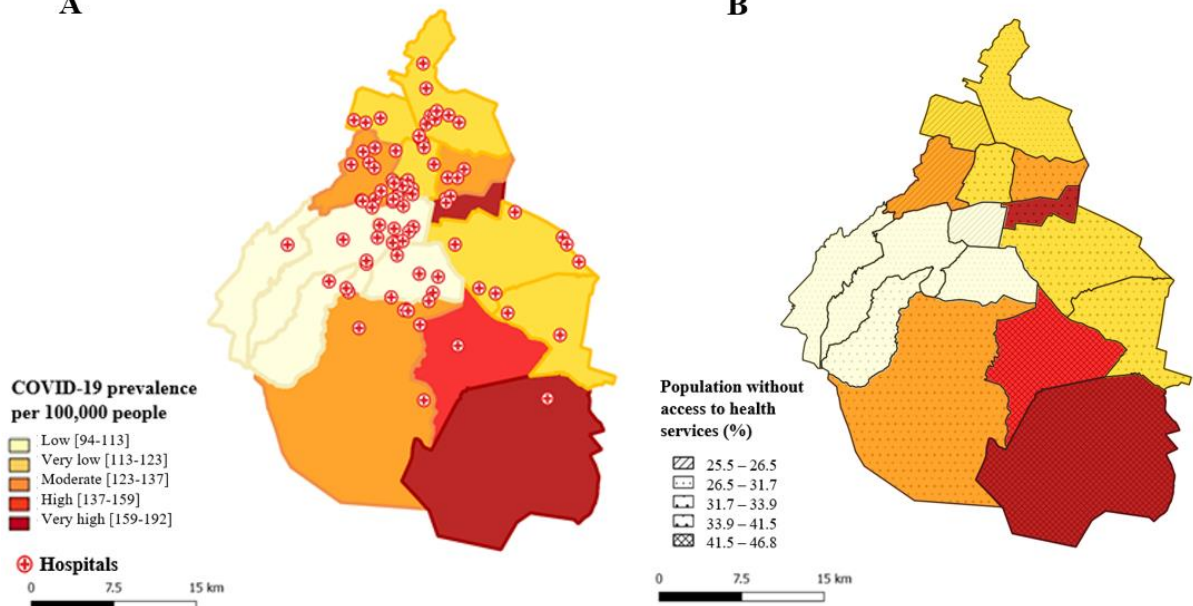 A
B
COVID-19 prevalence
per 100,000 people
Low [94-113]
Very low [113-123]
Moderate [123-137]
High [137-159]
Very high [159-192]
Hospitals
0 7.5 15 km
Population without
access to health
services (%)
25.5 – 26.5
26.5 – 31.7
31.7 – 33.9
33.9 – 41.5
41.5 – 46.8
0 7.5 15 km